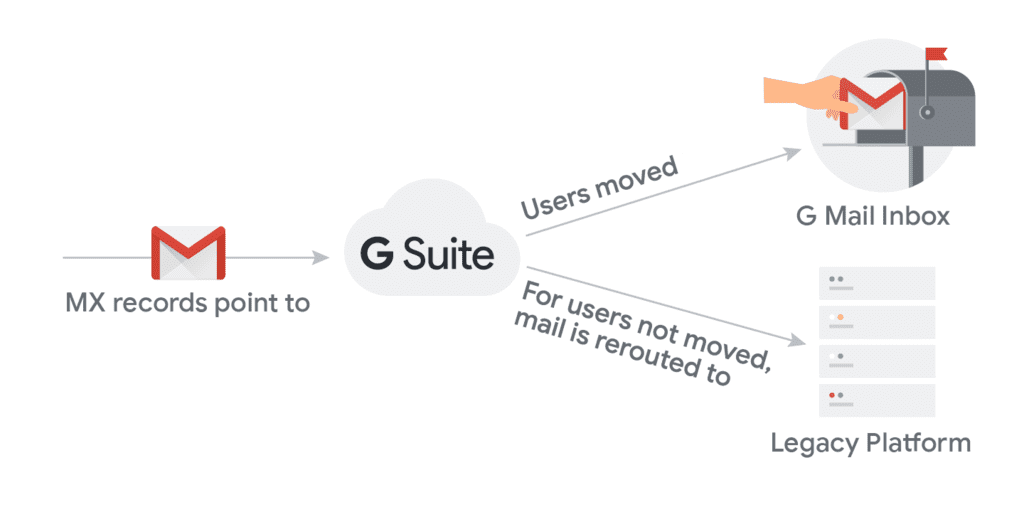 MX records point to
G Suite
Users moved
For users not moved,
mail is rerouted to
G Mail Inbox
Legacy Platform